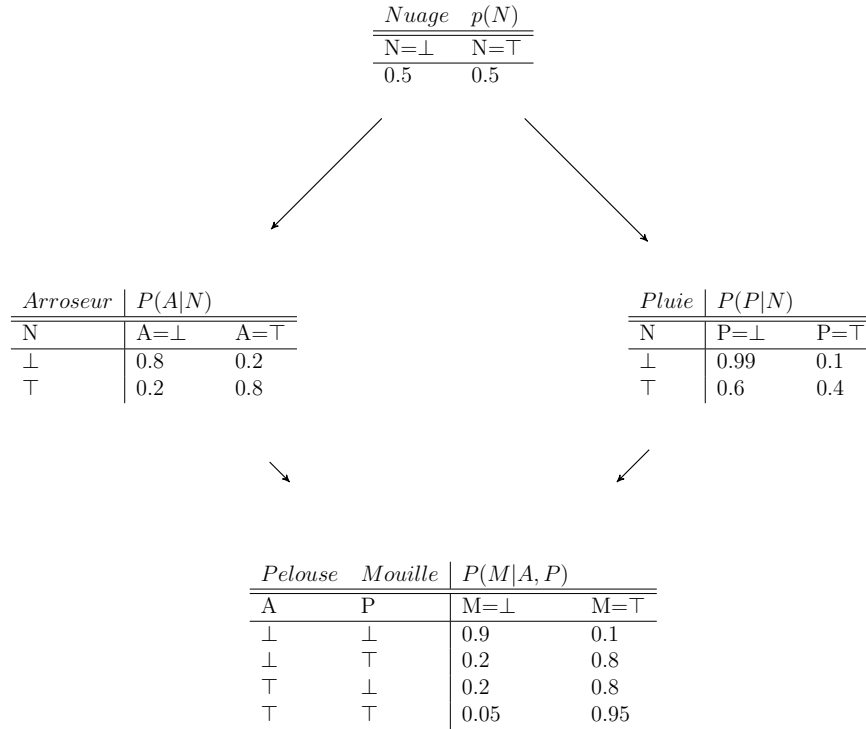 Nuage p(N)
N=⊥ N=⊤
0.5 0.5
Arroseur P(A|N)
N A=⊥ A=⊤
⊥ 0.8 0.2
⊤ 0.2 0.8
Pluie P(P|N)
N P=⊥ P=⊤
⊥ 0.99 0.1
⊤ 0.6 0.4
Pelouse Mouille P(M|A, P)
A P M=⊥ M=⊤
⊥ ⊥ 0.9 0.1
⊥ ⊤ 0.2 0.8
⊤ ⊥ 0.2 0.8
⊤ ⊤ 0.05 0.95